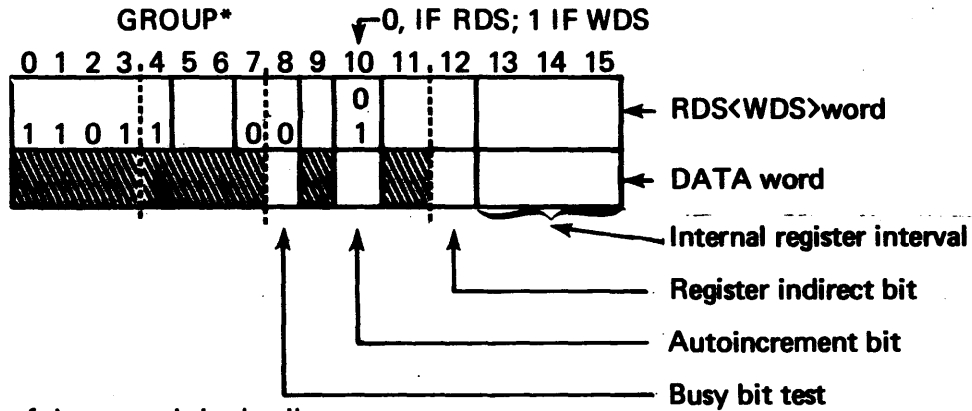 GROUP* 0, IF RDS; 1 IF WDS
0 1 2 3 4 5 6 7 8 9 10 11 12 13 14 15
0
RDS<WDS>word
1 1 0 1 1 0 0 1
DATA word
Internal register interval
Register indirect bit
Autoincrement bit
Busy bit test